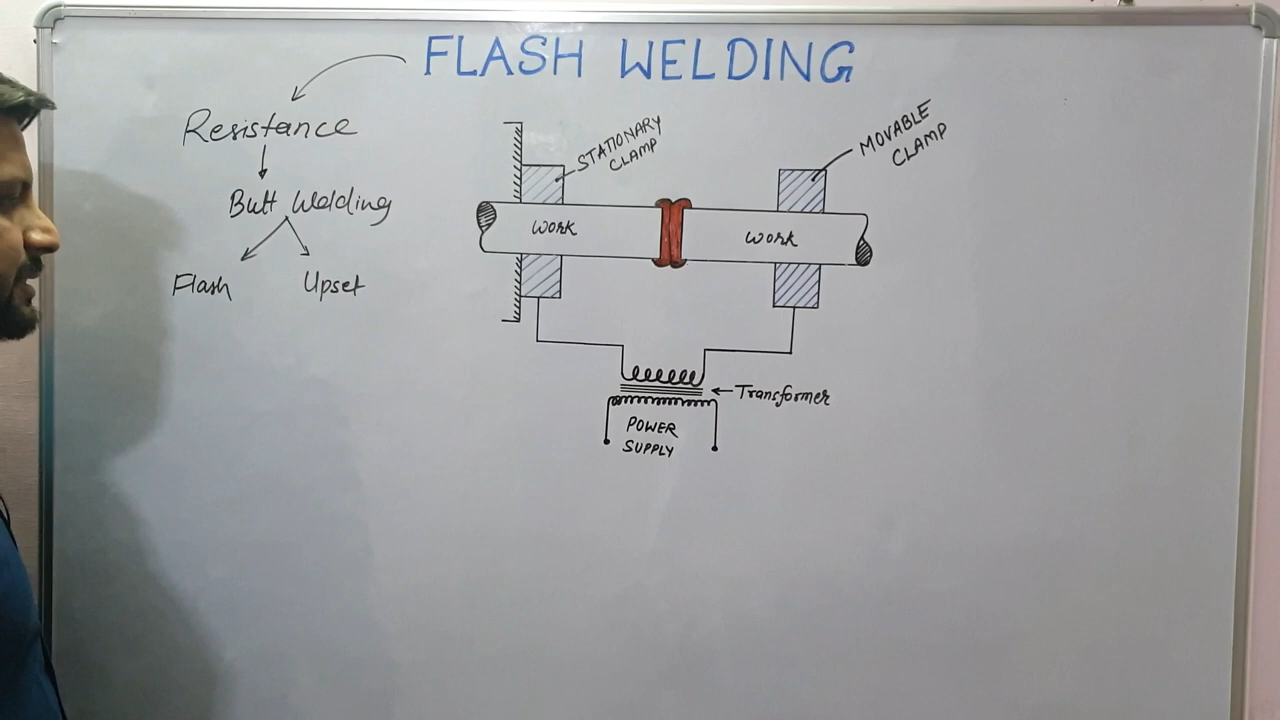 FLASH WELDING
Resistance
Butt Welding
Flash
Upset
STATIONARY
CLAMP
MOVABLE
CLAMP
WORK
WORK
Transformer
POWER
SUPPLY